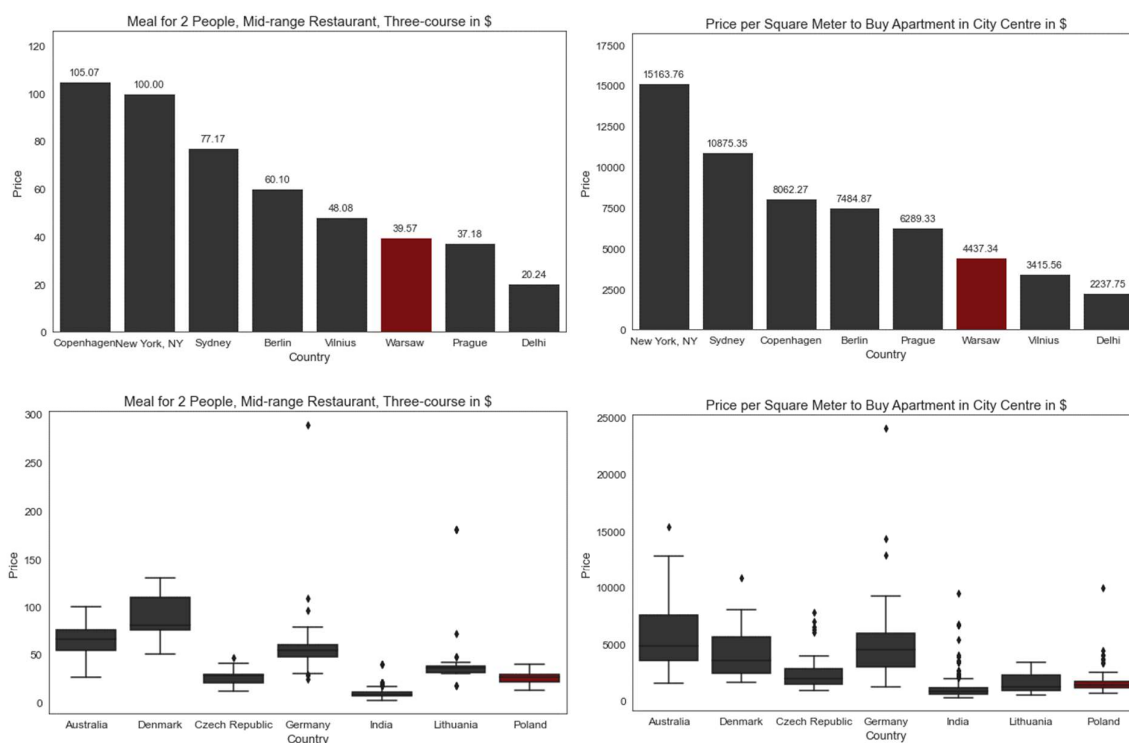 Meal for 2 People, Mid-range Restaurant, Three-course in $
120
100
80
60
40
20
0
Price
105.07
100.00
77.17
60.10
48.08
39.57
37.18
20.24
Copenhagen New York, NY Sydney Berlin Vilnius Warsaw Prague Delhi
Country
Price per Square Meter to Buy Apartment in City Centre in $
17500
15000
12500
10000
7500
5000
2500
0
Price
15163.76
10875.35
8062.27
7484.87
6289.33
4437.34
3415.56
2237.75
New York, NY Sydney Copenhagen Berlin Prague Warsaw Vilnius Delhi
Country
Meal for 2 People, Mid-range Restaurant, Three-course in $
300
250
200
150
100
50
0
Price
Australia Denmark Czech Republic Germany India Lithuania Poland
Country
Price per Square Meter to Buy Apartment in City Centre in $
25000
20000
15000
10000
5000
0
Price
Australia Denmark Czech Republic Germany India Lithuania Poland
Country